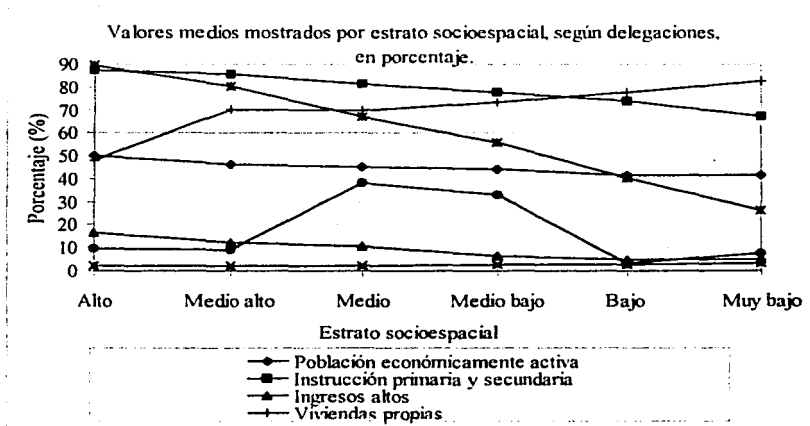 Valores medios mostrados por estrato socioespacial, según delegaciones,
en porcentaje.
Porcentaje (%)
90
80
70
60
50
40
30
20
10
0
Alto Medio alto Medio Medio bajo Bajo Muy bajo
Estrato socioespacial
Población económicamente activa
Instrucción primaria y secundaria
Ingresos altos
Viviendas propias